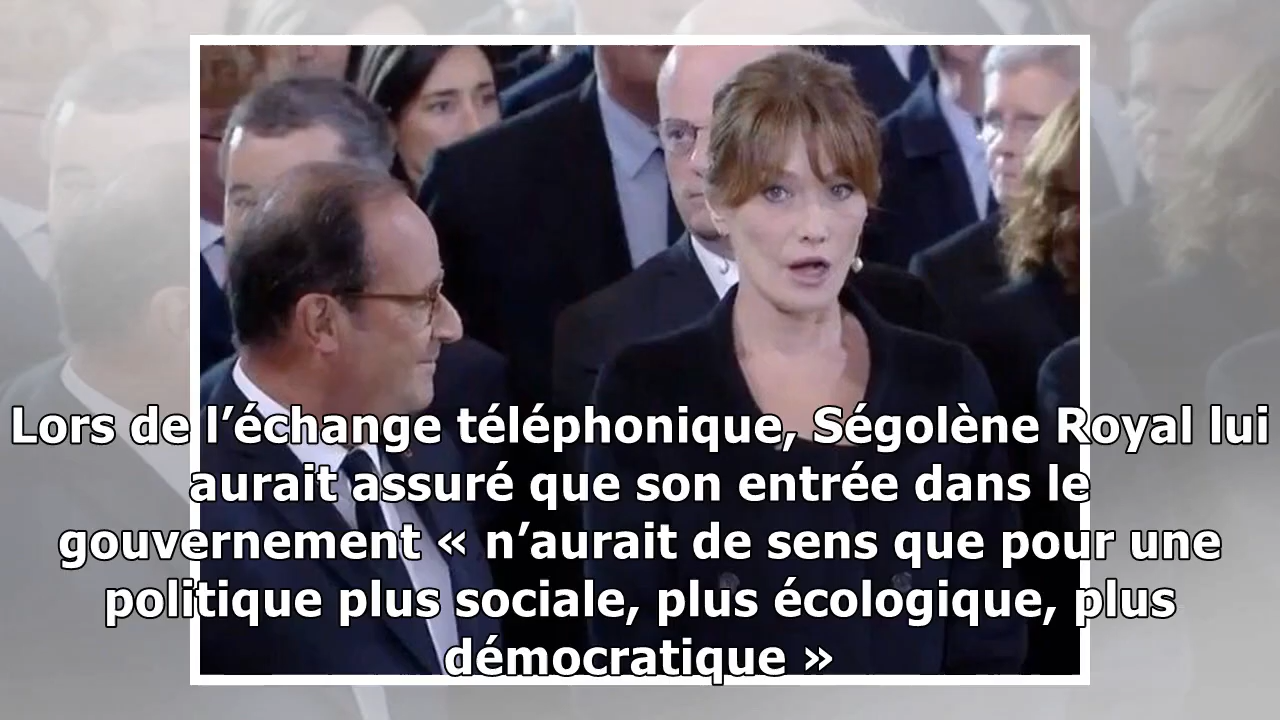 Lors de l’échange téléphonique, Ségolène Royal lui
aurait assuré que son entrée dans le
gouvernement « n’aurait de sens que pour une
politique plus sociale, plus écologique, plus
démocratique »